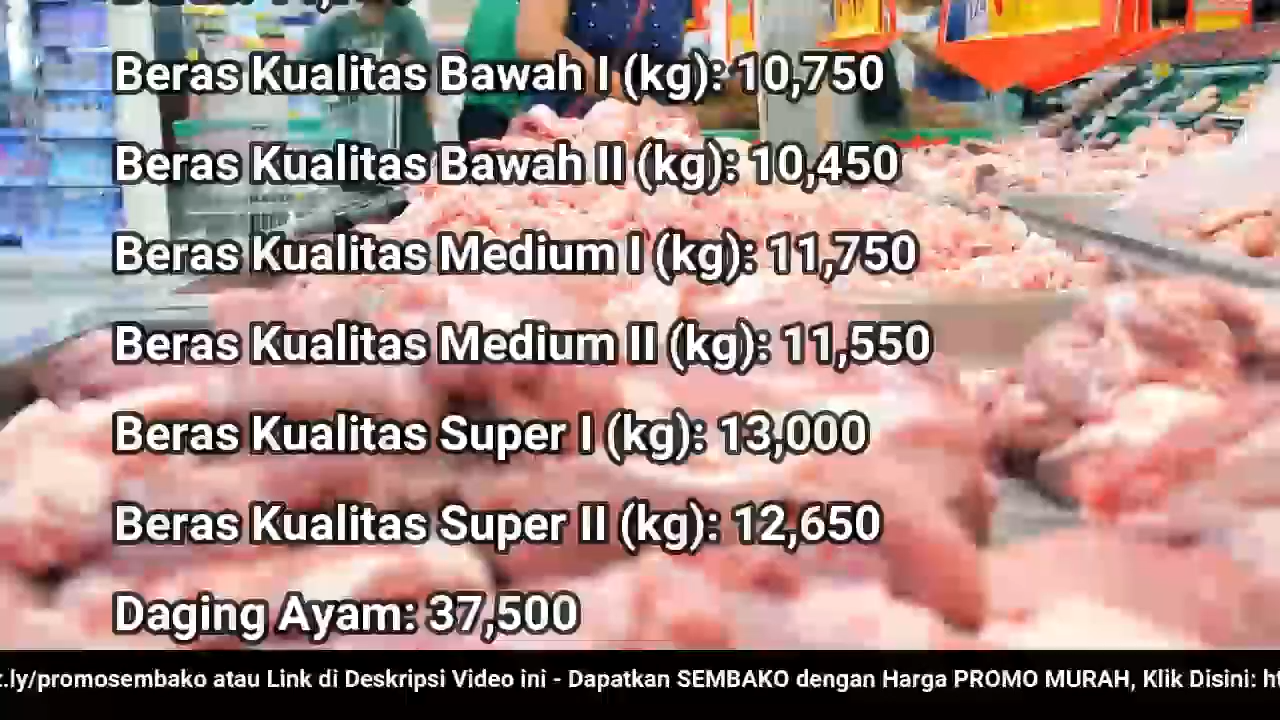 Beras Kualitas Bawah I (kg): 10,750
Beras Kualitas Bawah II (kg): 10,450
Beras Kualitas Medium I (kg): 11,750
Beras Kualitas Medium II (kg): 11,550
Beras Kualitas Super I (kg): 13,000
Beras Kualitas Super II (kg): 12,650
Daging Ayam: 37,500
.ly/promosembako atau Link di Deskripsi Video ini - Dapatkan SEMBAKO dengan Harga PROMO MURAH, Klik Disini: